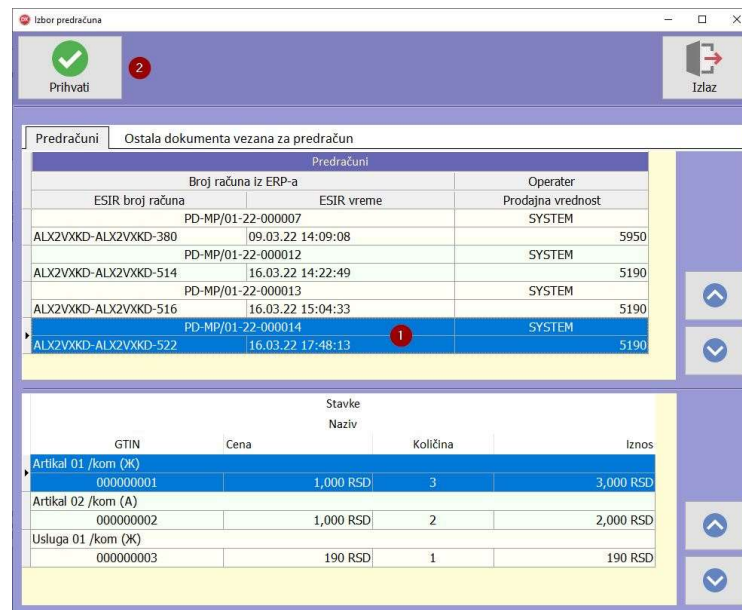 DK Izbor predračuna
Prihvati
2
Izlaz
Predračuni Ostala dokumenta vezana za predračun
Predračuni
Broj računa iz ERP-a Operater
ESIR broj računa ESIR vreme Prodajna vrednost
PD-MP/01-22-000007 SYSTEM
ALX2VXKD-ALX2VXKD-380 09.03.22 14:09:08 5950
PD-MP/01-22-000012 SYSTEM
ALX2VXKD-ALX2VXKD-514 16.03.22 14:22:49 5190
PD-MP/01-22-000013 SYSTEM
ALX2VXKD-ALX2VXKD-516 16.03.22 15:04:33 5190
PD-MP/01-22-000014 SYSTEM
1
ALX2VXKD-ALX2VXKD-522 16.03.22 17:48:13 5190
Stavke
Naziv
GTIN Cena Količina Iznos
Artikal 01 /kom (Ж)
000000001 1,000 RSD 3 3,000 RSD
Artikal 02 /kom (А)
000000002 1,000 RSD 2 2,000 RSD
Usluga 01 /kom (Ж)
000000003 190 RSD 1 190 RSD